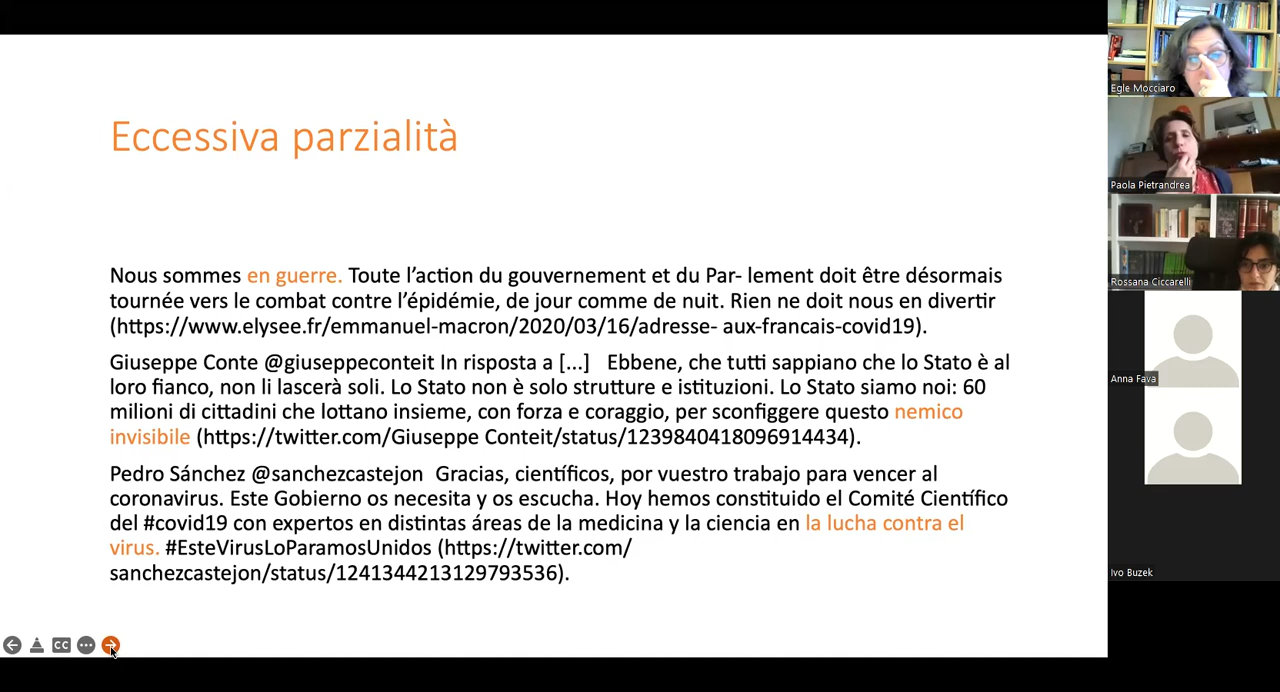 Eccessiva parzialità
Nous sommes en guerre. Toute l’action du gouvernement et du Par- lement doit être désormais
tournée vers le combat contre l’épidémie, de jour comme de nuit. Rien ne doit nous en divertir
(https://www.elysee.fr/emmanuel-macron/2020/03/16/adresse- aux-francais-covid19).
Giuseppe Conte @giuseppeconteit In risposta a [...] Ebbene, che tutti sappiano che lo Stato è al
loro fianco, non li lascerà soli. Lo Stato non è solo strutture e istituzioni. Lo Stato siamo noi: 60
milioni di cittadini che lottano insieme, con forza e coraggio, per sconfiggere questo nemico
invisibile (https://twitter.com/Giuseppe Conteit/status/1239840418096914434).
Pedro Sánchez @sanchezcastejon Gracias, científicos, por vuestro trabajo para vencer al
coronavirus. Este Gobierno os necesita y os escucha. Hoy hemos constituido el Comité Científico
del #covid19 con expertos en distintas áreas de la medicina y la ciencia en la lucha contra el
virus. #EsteVirusLoParamosUnidos (https://twitter.com/
sanchezcastejon/status/1241344213129793536).
CC
Egle Mocciaro
Paola Pietrandrea
Rossana Ciccarelli
Anna Fava
Ivo Buzek